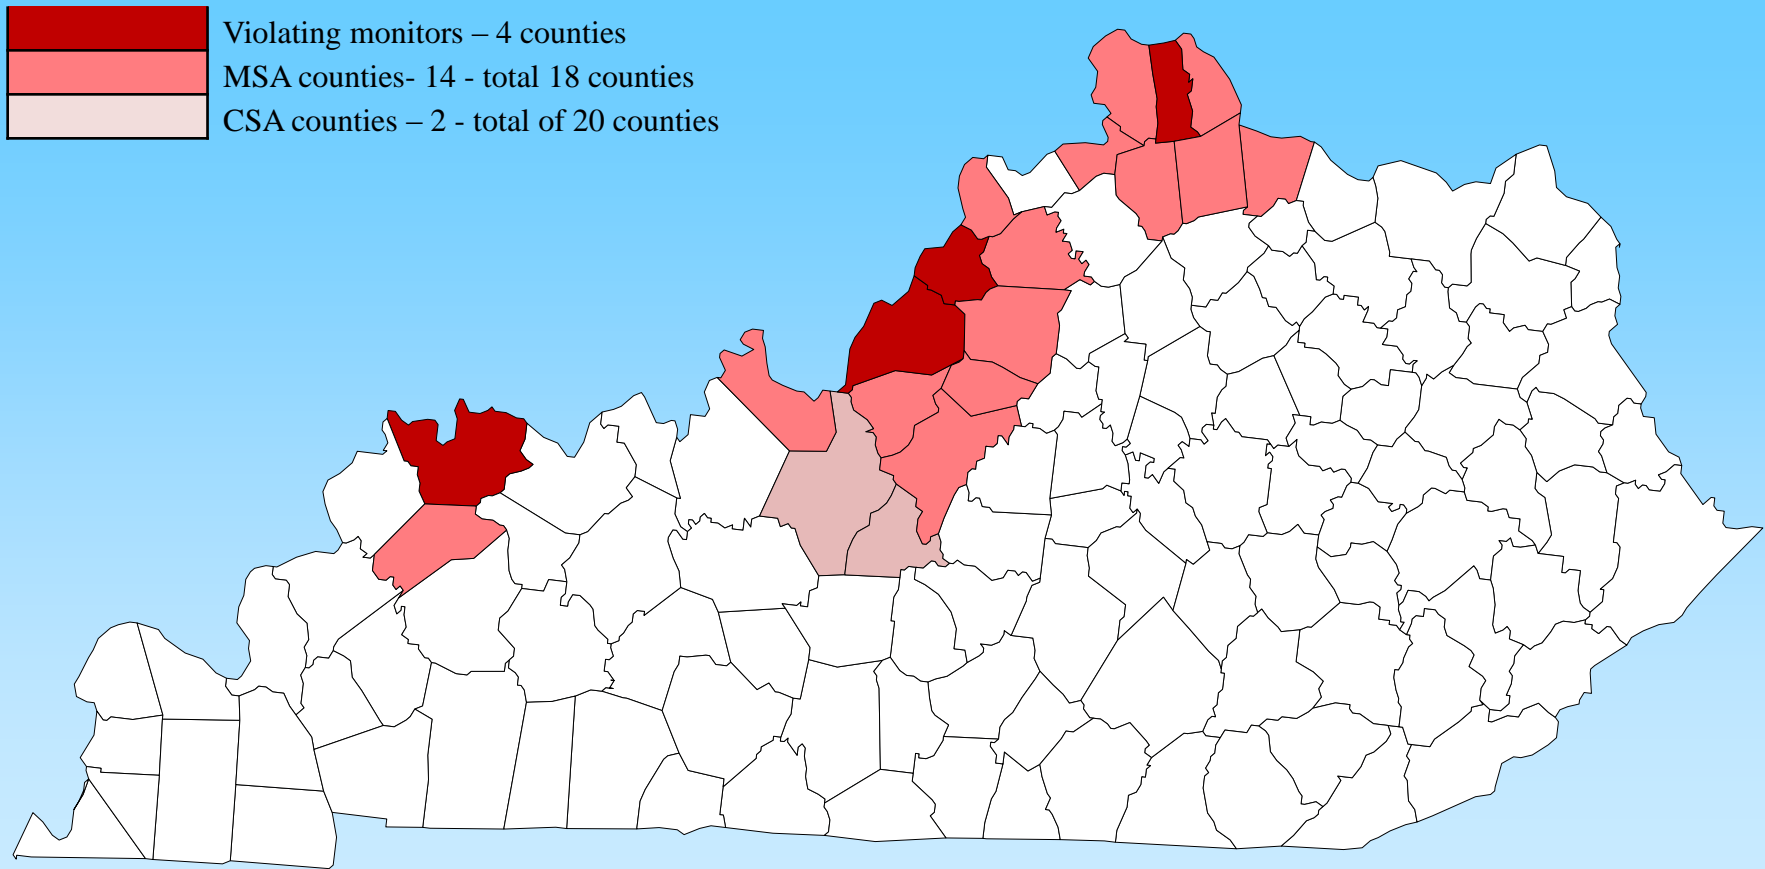 Violating monitors – 4 counties
MSA counties- 14 - total 18 counties
CSA counties – 2 - total of 20 counties